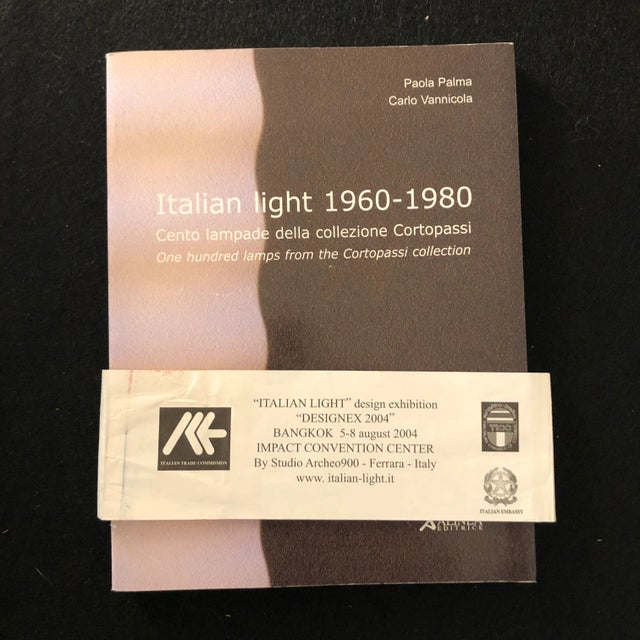 Paola Palma
Carlo Vannicola
Italian light 1960-1980
Cento lampade della collezione Cortopassi
One hundred lamps from the Cortopassi collection
"ITALIAN LIGHT" design exhibition
"DESIGNEX 2004"
BANGKOK 5-8 august 2004
IMPACT CONVENTION CENTER
By Studio Archeo900 - Ferrara - Italy
www. italian-light.it
ITALIAN TRADE COMMISSION
TICC
ITALIAN EMBASSY
EDITRICE